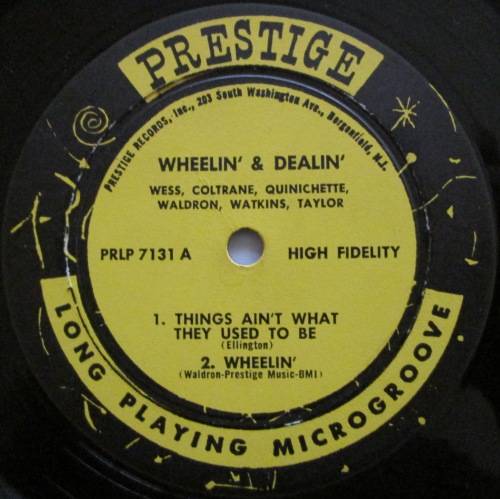 PRESTIGE
PRESTIGE RECORDS, Inc., 203 South Washington Ave., Bergenfield, N.J.
WHEELIN' & DEALIN'
WESS, COLTRANE, QUINICHETTE,
WALDRON, WATKINS, TAYLOR
PRLP 7131 A HIGH FIDELITY
1. THINGS AIN'T WHAT
THEY USED TO BE
(Ellington)
2. WHEELIN'
(Waldron-Prestige Music-BMI)
LONG PLAYING MICROGROOVE